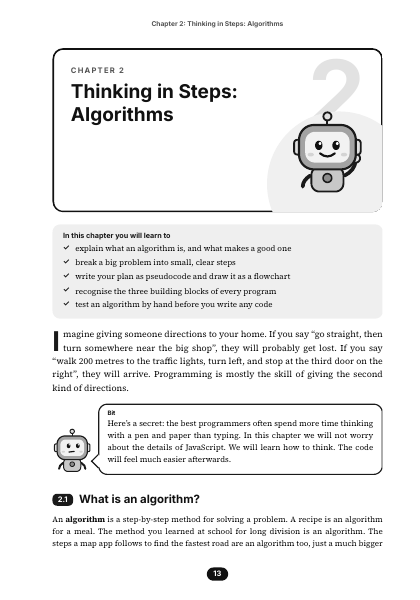 Chapter 2: Thinking in Steps: Algorithms
CHAPTER 2
Thinking in Steps:
Algorithms
2
In this chapter you will learn to
✓ explain what an algorithm is, and what makes a good one
✓ break a big problem into small, clear steps
✓ write your plan as pseudocode and draw it as a flowchart
✓ recognise the three building blocks of every program
✓ test an algorithm by hand before you write any code
Imagine giving someone directions to your home. If you say “go straight, then
turn somewhere near the big shop”, they will probably get lost. If you say
“walk 200 metres to the traffic lights, turn left, and stop at the third door on the
right”, they will arrive. Programming is mostly the skill of giving the second
kind of directions.
Bit
Here’s a secret: the best programmers often spend more time thinking
with a pen and paper than typing. In this chapter we will not worry
about the details of JavaScript. We will learn how to think. The code
will feel much easier afterwards.
2.1 What is an algorithm?
An algorithm is a step-by-step method for solving a problem. A recipe is an algorithm
for a meal. The method you learned at school for long division is an algorithm. The
steps a map app follows to find the fastest road are an algorithm too, just a much bigger
13